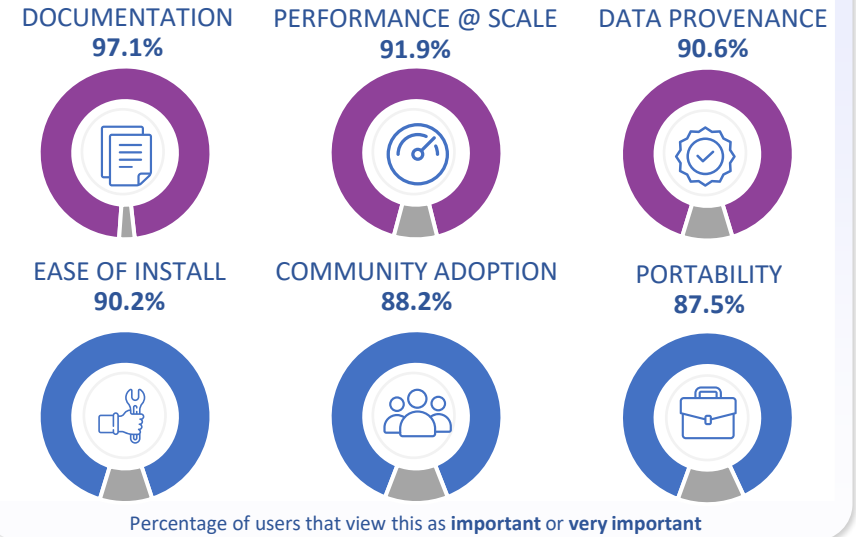 DOCUMENTATION
97.1%
PERFORMANCE @ SCALE
91.9%
DATA PROVENANCE
90.6%
EASE OF INSTALL
90.2%
COMMUNITY ADOPTION
88.2%
PORTABILITY
87.5%
Percentage of users that view this as important or very important